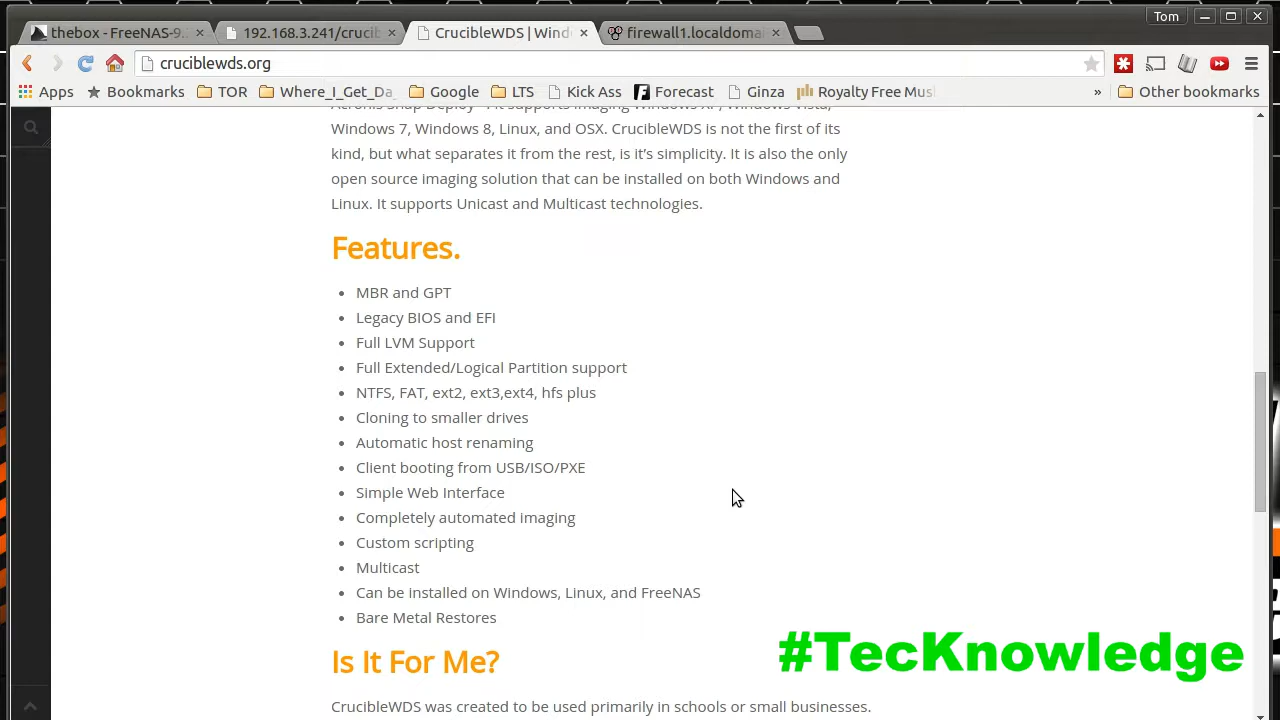 Tom
thebox - FreeNAS-9.
192.168.3.241/crucib
CrucibleWDS | Wind
firewall1.localdomai
cruciblewds.org
Apps
Bookmarks
TOR
Where_I_Get_Da
Google
LTS
Kick Ass
Forecast
Ginza
Royalty Free Mus
»
Other bookmarks
Acronis Snap Deploy - It supports imaging Windows XP, Windows Vista,
Windows 7, Windows 8, Linux, and OSX. CrucibleWDS is not the first of its
kind, but what separates it from the rest, is it's simplicity. It is also the only
open source imaging solution that can be installed on both Windows and
Linux. It supports Unicast and Multicast technologies.
Features.
• MBR and GPT
• Legacy BIOS and EFI
• Full LVM Support
• Full Extended/Logical Partition support
• NTFS, FAT, ext2, ext3,ext4, hfs plus
• Cloning to smaller drives
• Automatic host renaming
• Client booting from USB/ISO/PXE
• Simple Web Interface
• Completely automated imaging
• Custom scripting
• Multicast
• Can be installed on Windows, Linux, and FreeNAS
• Bare Metal Restores
#TecKnowledge
Is It For Me?
CrucibleWDS was created to be used primarily in schools or small businesses.